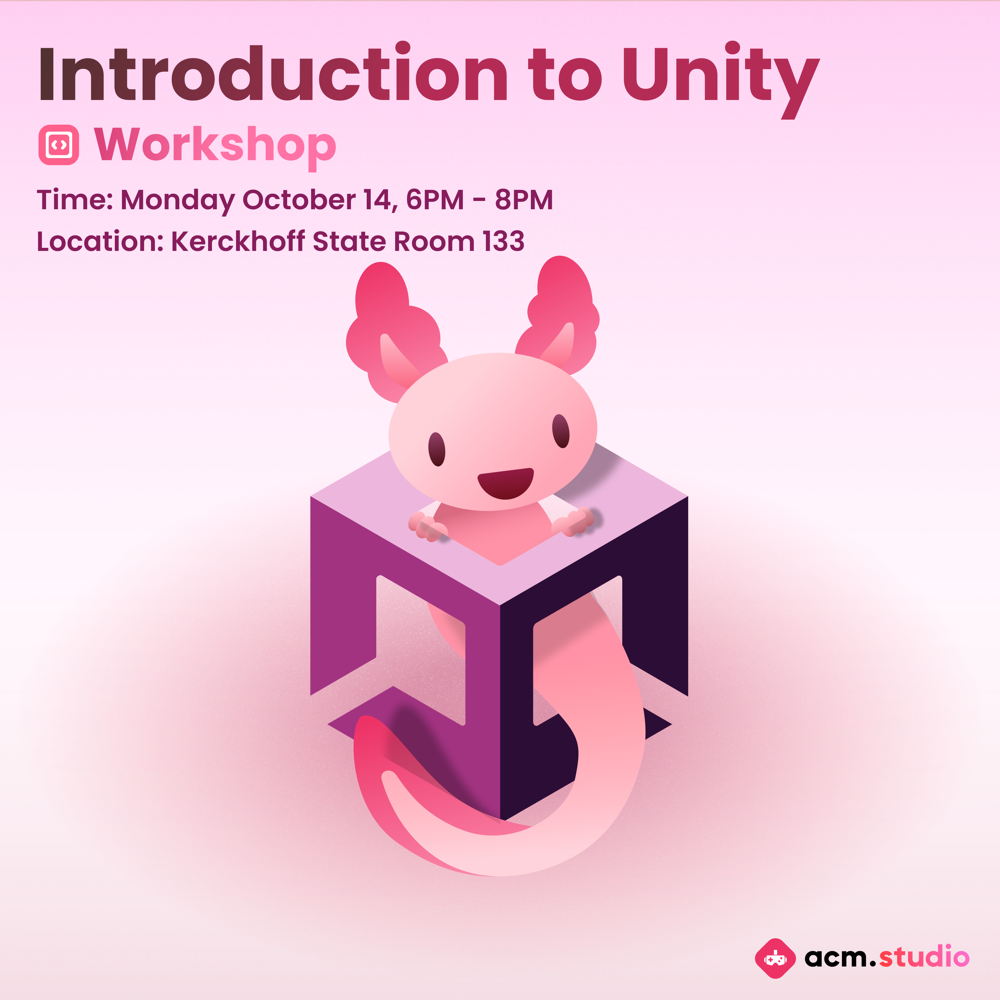 Introduction to Unity
Workshop
Time: Monday October 14, 6PM - 8PM
Location: Kerckhoff State Room 133
acm.studio